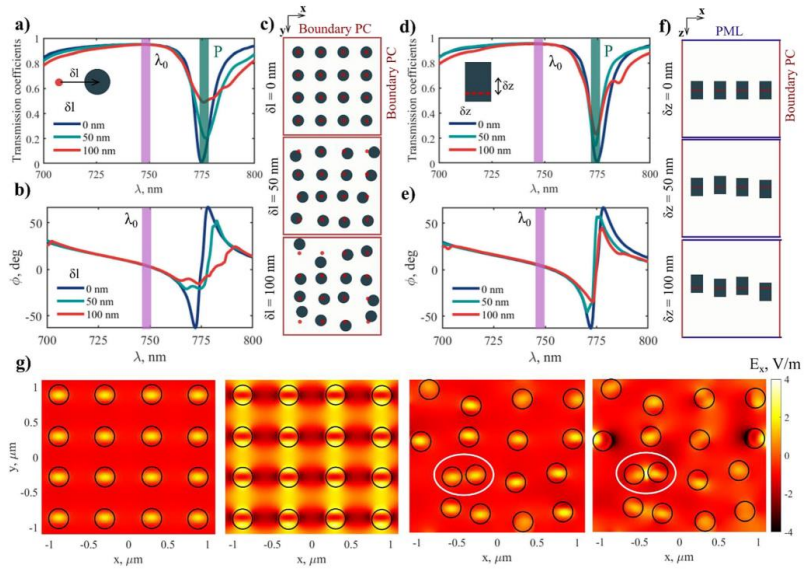 a)
Transmission coefficients
1
0.8
0.6
0.4
0.2
0
700 725 750 775 800
λ, nm
λ0
P
δl
δl
0 nm
50 nm
100 nm
b)
ϕ, deg
50
0
-50
700 725 750 775 800
λ, nm
λ0
δl
0 nm
50 nm
100 nm
c)
x
y
Boundary PC
Boundary PC
δl = 0 nm
δl = 50 nm
δl = 100 nm
d)
Transmission coefficients
1
0.8
0.6
0.4
0.2
0
700 725 750 775 800
λ, nm
λ0
P
δz
δz
0 nm
50 nm
100 nm
e)
ϕ, deg
50
0
-50
700 725 750 775 800
λ, nm
λ0
0 nm
50 nm
100 nm
f)
x
z
PML
Boundary PC
δz = 0 nm
δz = 50 nm
δz = 100 nm
g)
Ex, V/m
4
2
0
-2
-4
y, μm
1
0.5
0
-0.5
-1
-1 -0.5 0 0.5 1
x, μm
-1 -0.5 0 0.5 1
x, μm
-1 -0.5 0 0.5 1
x, μm
-1 -0.5 0 0.5 1
x, μm